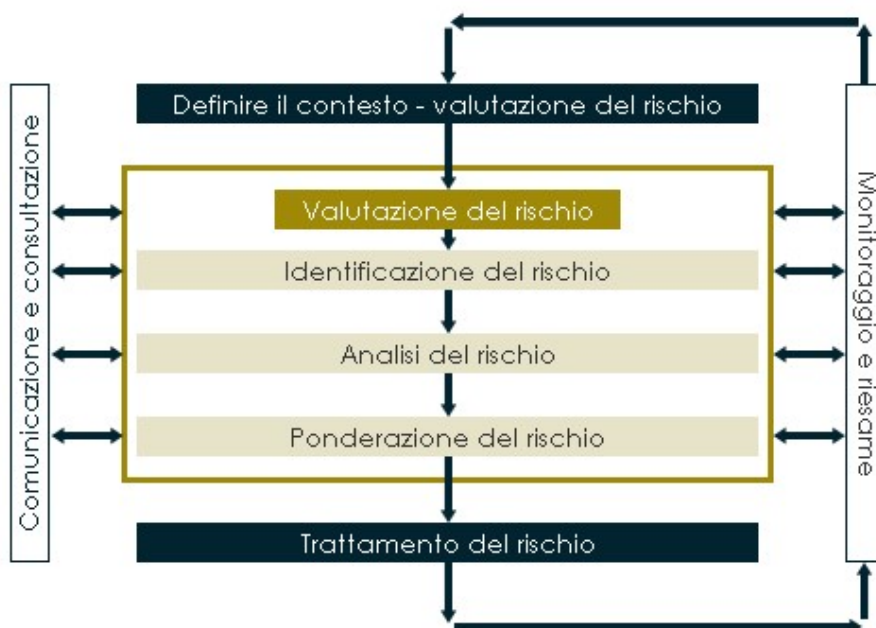 Definire il contesto - valutazione del rischio
Comunicazione e consultazione
Valutazione del rischio
Identificazione del rischio
Analisi del rischio
Ponderazione del rischio
Monitoraggio e riesame
Trattamento del rischio